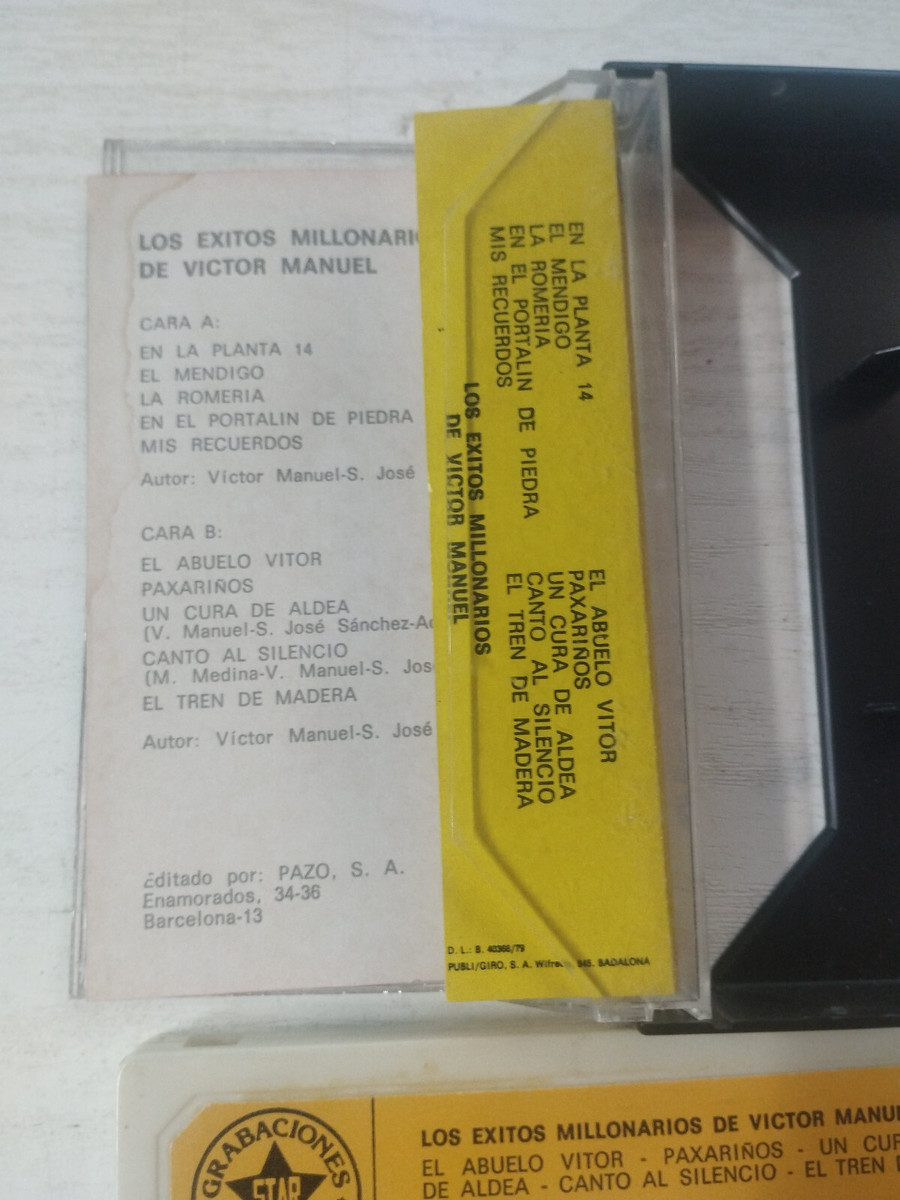 LOS EXITOS MILLONARI
DE VICTOR MANUEL
CARA A:
EN LA PLANTA 14
EL MENDIGO
LA ROMERIA
EN EL PORTALIN DE PIEDRA
MIS RECUERDOS
Autor: Víctor Manuel-S. José
CARA B:
EL ABUELO VITOR
PAXARIÑOS
UN CURA DE ALDEA
(V. Manuel-S. José Sánchez-A
CANTO AL SILENCIO
(M. Medina-V. Manuel-S. Jos
EL TREN DE MADERA
Autor: Víctor Manuel-S. José
Editado por: PAZO, S. A.
Enamorados, 34-36
Barcelona-13
EN LA PLANTA 14
EL MENDIGO
LA ROMERIA
EN EL PORTALIN DE PIEDRA
MIS RECUERDOS
EL ABUELO VITOR
PAXARIÑOS
UN CURA DE ALDEA
CANTO AL SILENCIO
EL TREN DE MADERA
LOS EXITOS MILLONARIOS
DE VICTOR MANUEL
D. L.: B. 40366/79
PUBLI/GIRO, S. A. 545. BADALONA
GRABACIONES
STAR
LOS EXITOS MILLONARIOS DE VICTOR MANU
EL ABUELO VITOR - PAXARIÑOS - UN CUR
DE ALDEA - CANTO AL SILENCIO - EL TREN